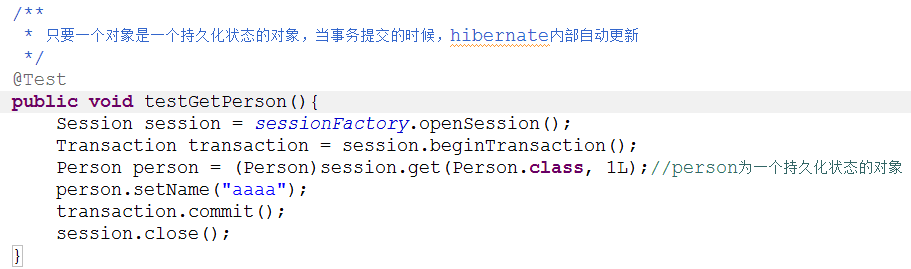 /**
 * 只要一个对象是一个持久化状态的对象，当事务提交的时候，hibernate内部自动更新
 */
@Test
public void testGetPerson(){
    Session session = sessionFactory.openSession();
    Transaction transaction = session.beginTransaction();
    Person person = (Person)session.get(Person.class, 1L);//person为一个持久化状态的对象
    person.setName("aaaa");
    transaction.commit();
    session.close();
}